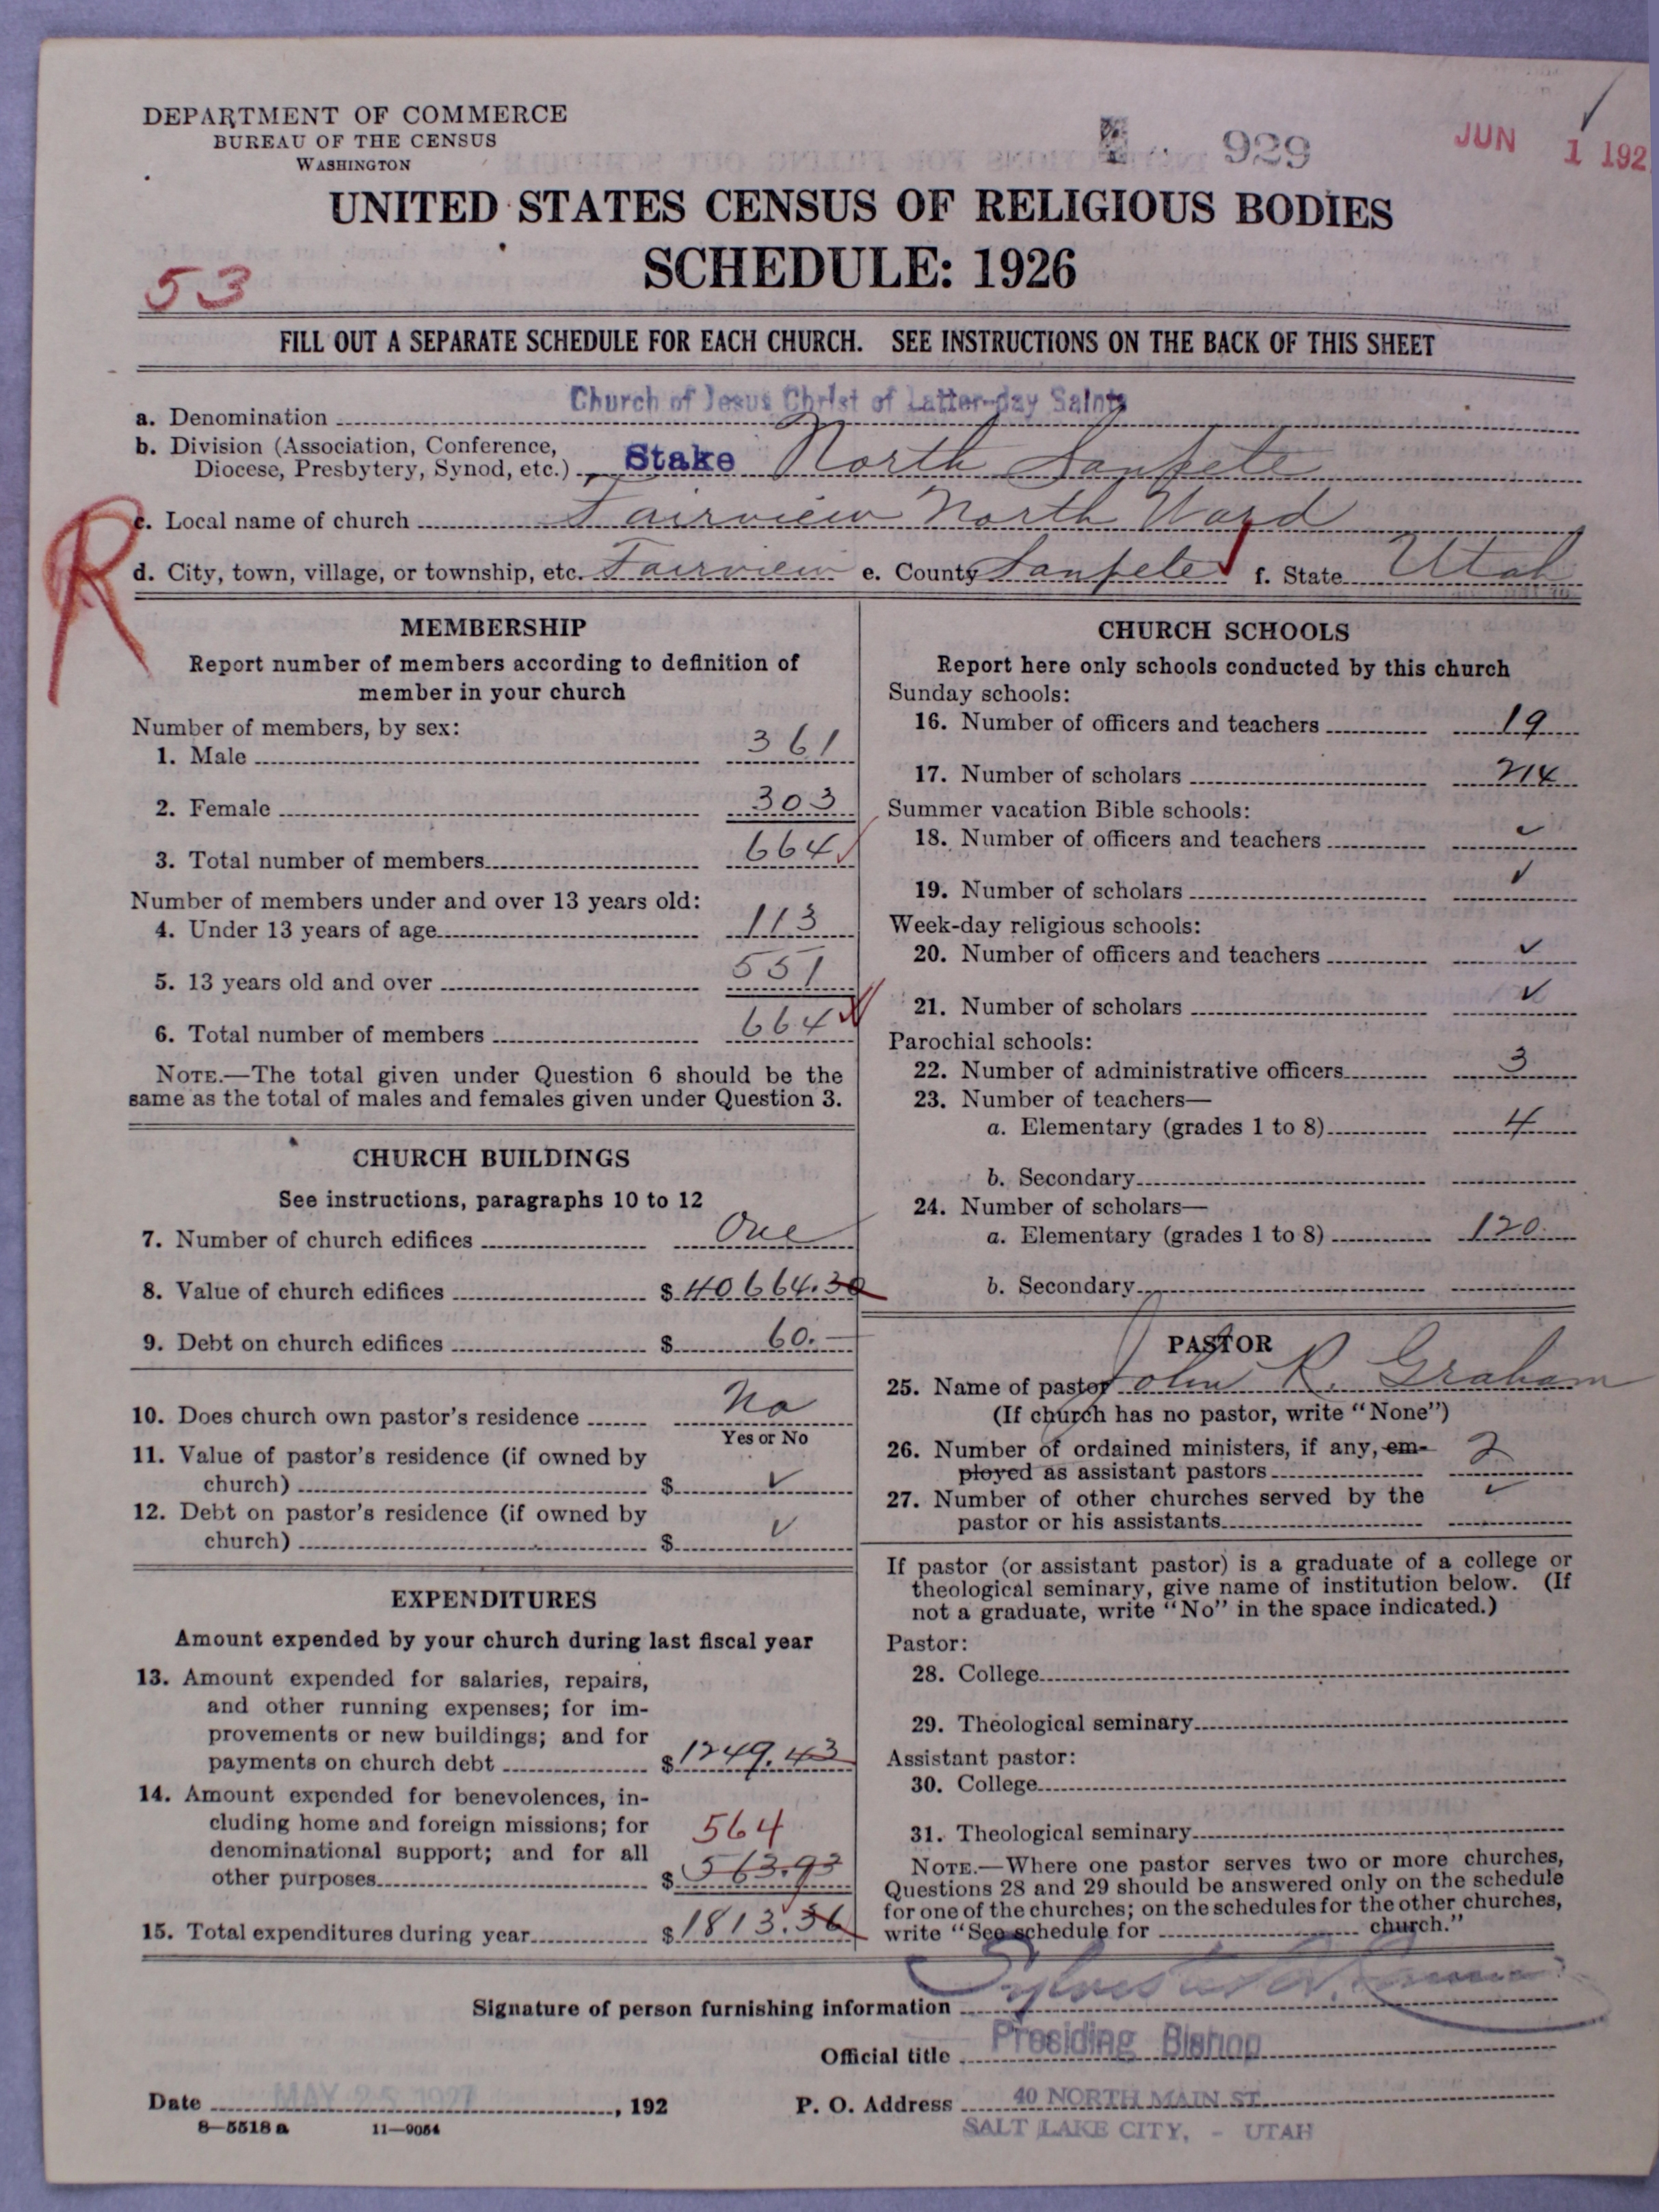 DEPARTMENT OF COMMERCE
BUREAU OF THE CENSUS
WASHINGTON
929
JUN 1 192
UNITED STATES CENSUS OF RELIGIOUS BODIES
SCHEDULE: 1926
53
FILL OUT A SEPARATE SCHEDULE FOR EACH CHURCH. SEE INSTRUCTIONS ON THE BACK OF THIS SHEET
a. Denomination Church of Jesus Christ of Latter-day Saints
b. Division (Association, Conference,
Diocese, Presbytery, Synod, etc.) Stake North Sanpete
R
c. Local name of church Fairview North Ward
d. City, town, village, or township, etc. Fairview e. County Sanpete f. State Utah
MEMBERSHIP
Report number of members according to definition of
member in your church
Number of members, by sex:
1. Male 361
2. Female 303
3. Total number of members 664 ✓
Number of members under and over 13 years old:
4. Under 13 years of age 113
5. 13 years old and over 551
6. Total number of members 664 ✓
NOTE.—The total given under Question 6 should be the
same as the total of males and females given under Question 3.
CHURCH BUILDINGS
See instructions, paragraphs 10 to 12
7. Number of church edifices One
8. Value of church edifices $ 40664.30
9. Debt on church edifices $ 60.—
10. Does church own pastor's residence No
Yes or No
11. Value of pastor's residence (if owned by
church) $ ✓
12. Debt on pastor's residence (if owned by
church) $ ✓
EXPENDITURES
Amount expended by your church during last fiscal year
13. Amount expended for salaries, repairs,
and other running expenses; for im-
provements or new buildings; and for
payments on church debt $ 1249.43
14. Amount expended for benevolences, in-
cluding home and foreign missions; for
denominational support; and for all
564
other purposes $ 563.93
15. Total expenditures during year $ 1813.36
CHURCH SCHOOLS
Report here only schools conducted by this church
Sunday schools:
16. Number of officers and teachers 19
17. Number of scholars 214
Summer vacation Bible schools:
18. Number of officers and teachers ✓
19. Number of scholars ✓
Week-day religious schools:
20. Number of officers and teachers ✓
21. Number of scholars ✓
Parochial schools:
22. Number of administrative officers 3
23. Number of teachers—
a. Elementary (grades 1 to 8) 4
b. Secondary
24. Number of scholars—
a. Elementary (grades 1 to 8) 120
b. Secondary
PASTOR
25. Name of pastor John R. Graham
(If church has no pastor, write "None")
26. Number of ordained ministers, if any, em-
ployed as assistant pastors 2
27. Number of other churches served by the
pastor or his assistants ✓
If pastor (or assistant pastor) is a graduate of a college or
theological seminary, give name of institution below. (If
not a graduate, write "No" in the space indicated.)
Pastor:
28. College
29. Theological seminary
Assistant pastor:
30. College
31. Theological seminary
NOTE.—Where one pastor serves two or more churches,
Questions 28 and 29 should be answered only on the schedule
for one of the churches; on the schedules for the other churches,
write "See schedule for church."
Signature of person furnishing information
Official title Presiding Bishop
Date MAY 25 1927, 192
P. O. Address 40 NORTH MAIN ST.
SALT LAKE CITY, - UTAH
8—5518 a 11—9054